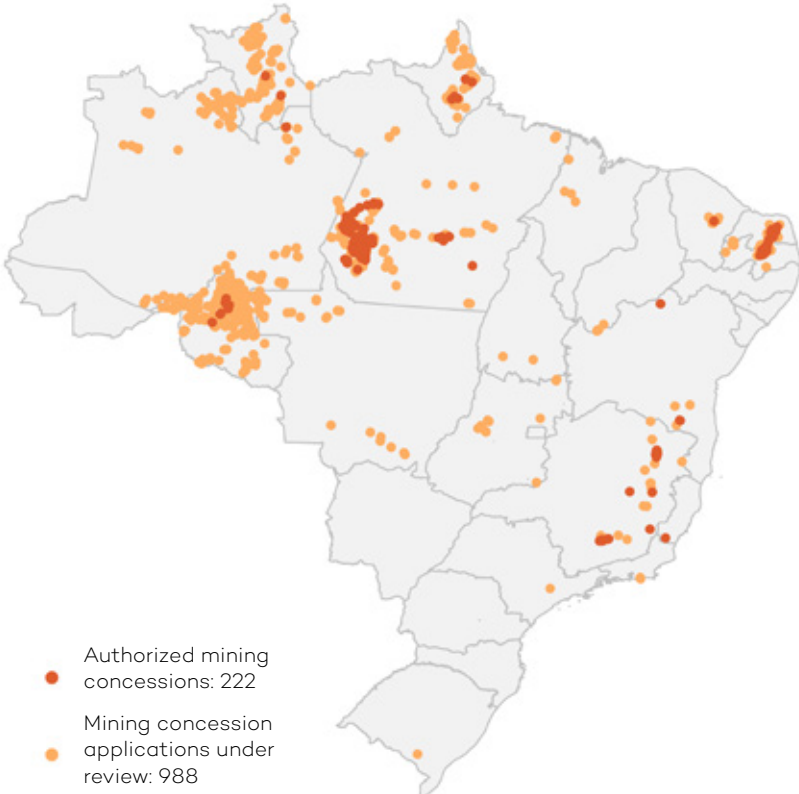 Authorized mining
concessions: 222
Mining concession
applications under
review: 988